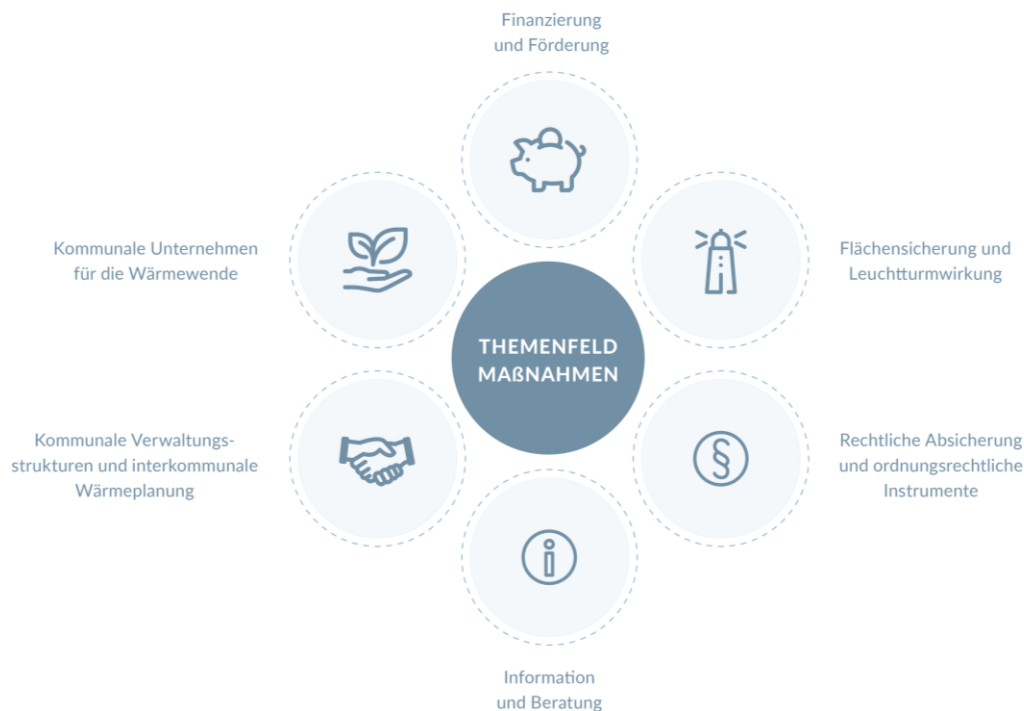 Finanzierung
und Förderung
Kommunale Unternehmen
für die Wärmewende
Flächensicherung und
Leuchtturmwirkung
THEMENFELD
MAßNAHMEN
Kommunale Verwaltungs-
strukturen und interkommunale
Wärmeplanung
Rechtliche Absicherung
und ordnungsrechtliche
Instrumente
§
i
Information
und Beratung